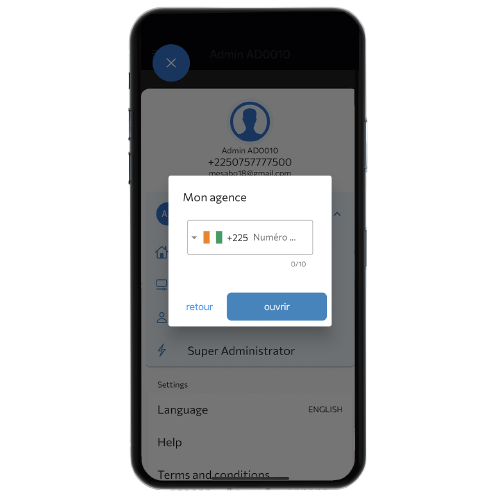 Admin AD0010
Admin AD0010
+2250757777500
mesabo18@gmail.com
Mon agence
A
+225 Numéro ...
0/10
retour
ouvrir
Super Administrator
Settings
Language
ENGLISH
Help
Terms and conditions